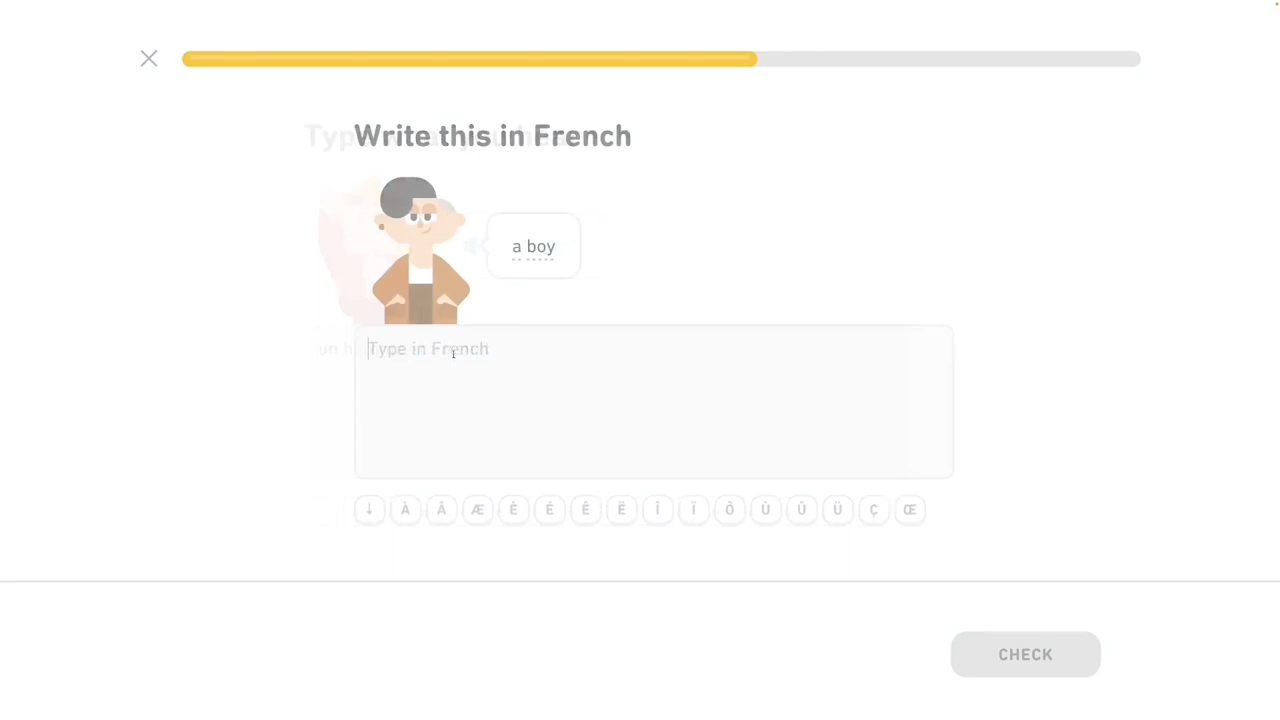 Write this in French
a boy
Type in French
↓ À Â Æ È É Ê Ë Î Ï Ô Ù Û Ü Ç Œ
CHECK